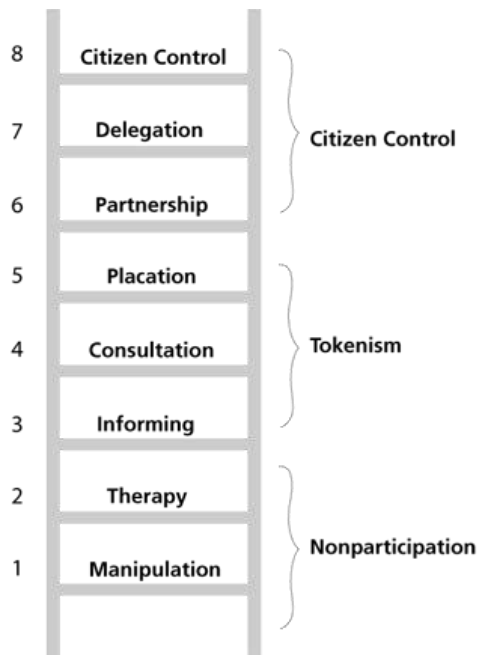 8 Citizen Control
7 Delegation
Citizen Control
6 Partnership
5 Placation
4 Consultation
Tokenism
3 Informing
2 Therapy
Nonparticipation
1 Manipulation